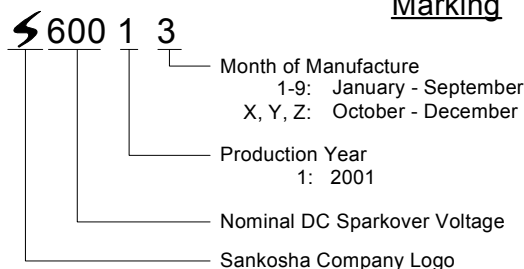 Marking
600 1 3
Month of Manufacture
1-9: January - September
X, Y, Z: October - December
Production Year
1: 2001
Nominal DC Sparkover Voltage
Sankosha Company Logo